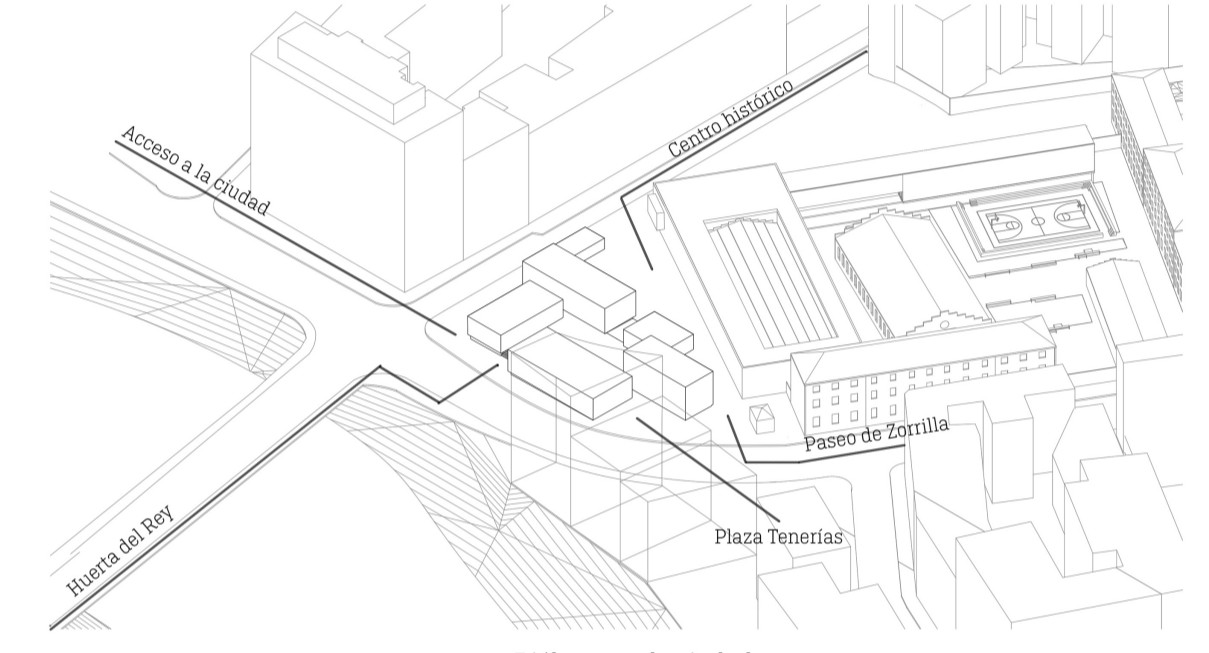 Centro histórico
Acceso a la ciudad
Paseo de Zorrilla
Huerta del Rey
Plaza Tenerías